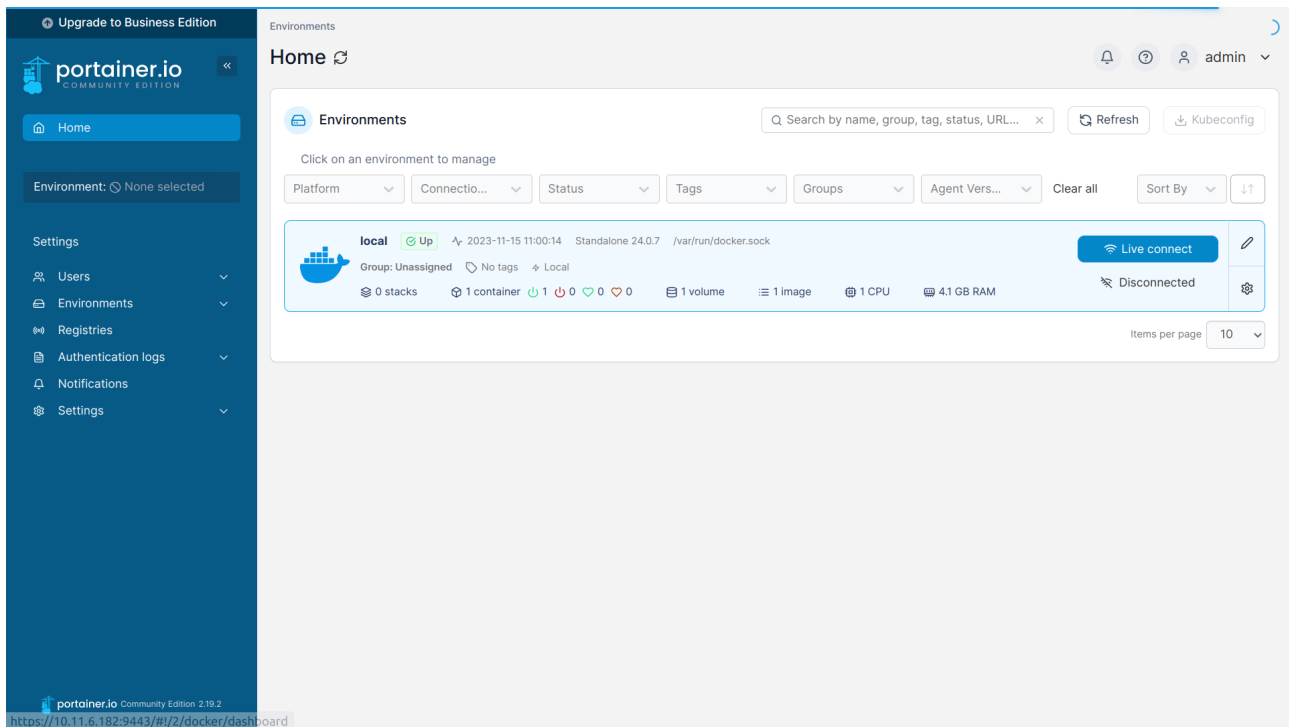 Upgrade to Business Edition
portainer.io
COMMUNITY EDITION
Home
Environment: None selected
Settings
Users
Environments
Registries
Authentication logs
Notifications
Settings
portainer.io Community Edition 2.19.2
https://10.11.6.182:9443/#!/2/docker/dashboard
Environments
Home
admin
Environments
Search by name, group, tag, status, URL...
Refresh
Kubeconfig
Click on an environment to manage
Platform
Connectio...
Status
Tags
Groups
Agent Vers...
Clear all
Sort By
local Up 2023-11-15 11:00:14 Standalone 24.0.7 /var/run/docker.sock
Group: Unassigned No tags Local
0 stacks 1 container 1 0 0 0 1 volume 1 image 1 CPU 4.1 GB RAM
Live connect
Disconnected
Items per page 10